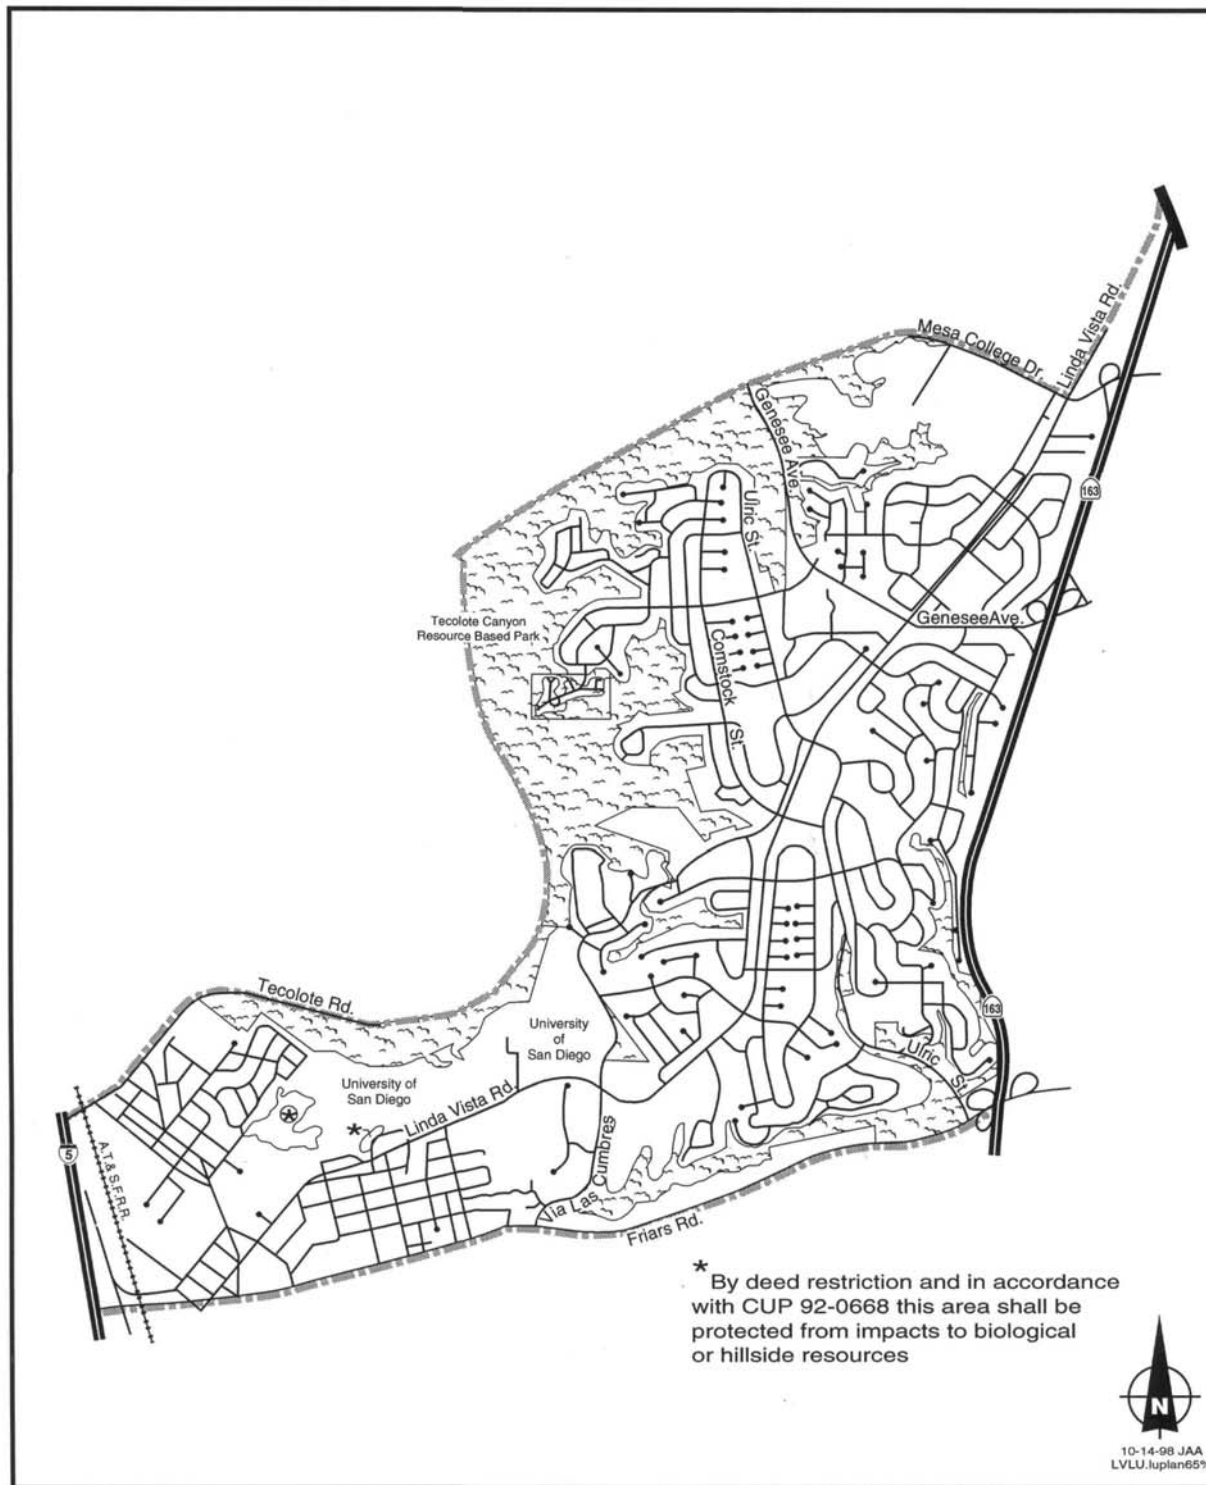 Mesa College Dr.
Linda Vista Rd.
Genesee Ave.
163
Ulric St.
GeneseeAve.
Tecolote Canyon
Resource Based Park
Comstock St.
Tecolote Rd.
163
University
of
San Diego
Ulric St.
University of
San Diego
*
Linda Vista Rd.
5
A.T.& S.F.R.R.
Via Las Cumbres
Friars Rd.
* By deed restriction and in accordance
with CUP 92-0668 this area shall be
protected from impacts to biological
or hillside resources
N
10-14-98 JAA
LVLU.luplan65%